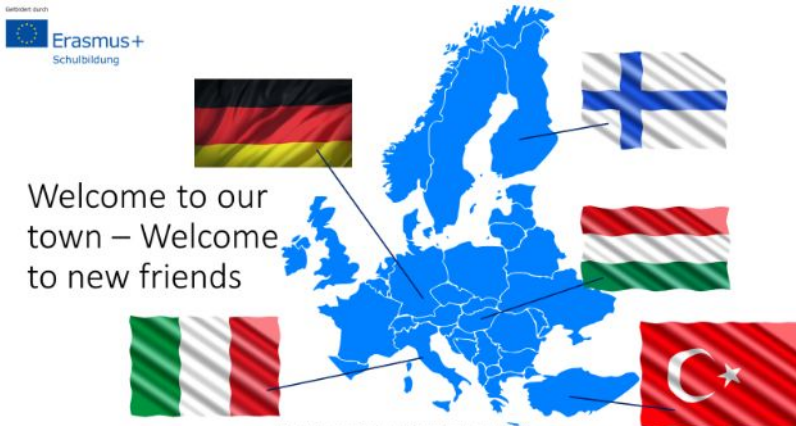 Gefördert durch
Erasmus+
Schulbildung
Welcome to our
town – Welcome
to new friends